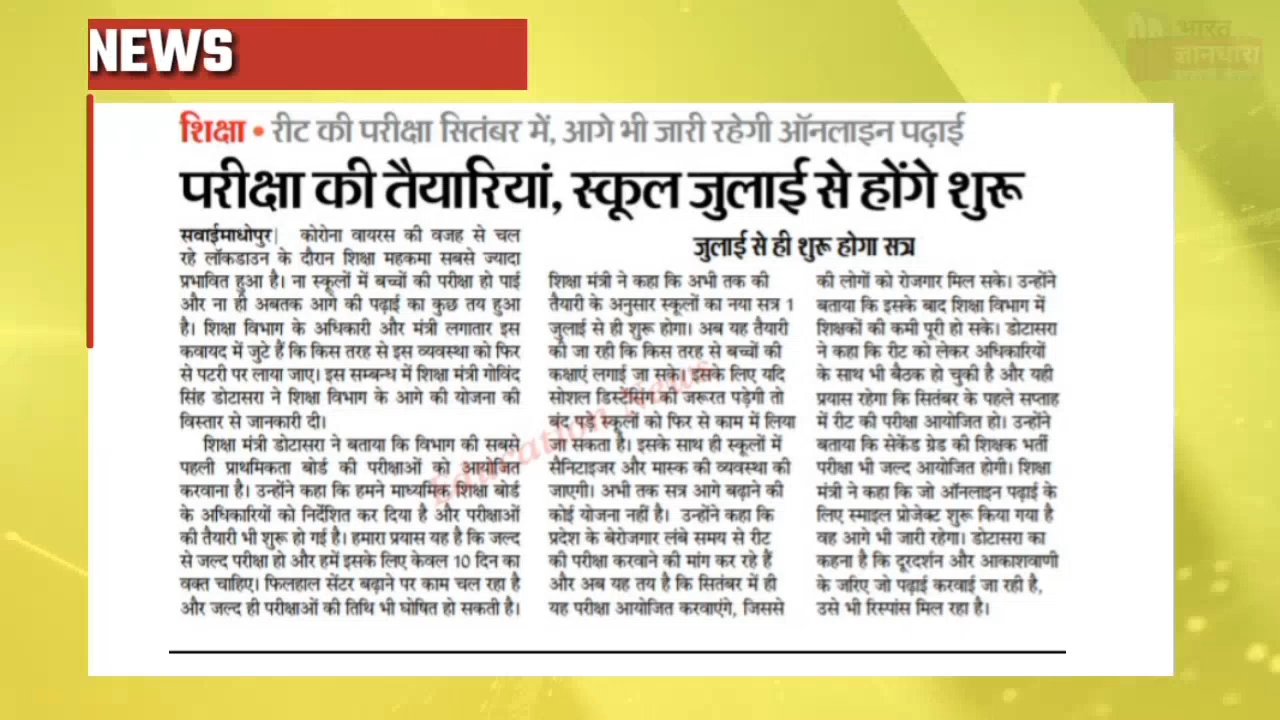 NEWS
भारत
ज्ञानधारा
शिक्षा • रीट की परीक्षा सितंबर में, आगे भी जारी रहेगी ऑनलाइन पढ़ाई
परीक्षा की तैयारियां, स्कूल जुलाई से होंगे शुरू
सवाईमाधोपुर| कोरोना वायरस की वजह से चल
रहे लॉकडाउन के दौरान शिक्षा महकमा सबसे ज्यादा
प्रभावित हुआ है। ना स्कूलों में बच्चों की परीक्षा हो पाई
और ना ही अबतक आगे की पढ़ाई का कुछ तय हुआ
है। शिक्षा विभाग के अधिकारी और मंत्री लगातार इस
कवायद में जुटे हैं कि किस तरह से इस व्यवस्था को फिर
से पटरी पर लाया जाए। इस सम्बन्ध में शिक्षा मंत्री गोविंद
सिंह डोटासरा ने शिक्षा विभाग के आगे की योजना की
विस्तार से जानकारी दी।
शिक्षा मंत्री डोटासरा ने बताया कि विभाग की सबसे
पहली प्राथमिकता बोर्ड की परीक्षाओं को आयोजित
करवाना है। उन्होंने कहा कि हमने माध्यमिक शिक्षा बोर्ड
के अधिकारियों को निर्देशित कर दिया है और परीक्षाओं
की तैयारी भी शुरू हो गई है। हमारा प्रयास यह है कि जल्द
से जल्द परीक्षा हो और हमें इसके लिए केवल 10 दिन का
वक्त चाहिए। फिलहाल सेंटर बढ़ाने पर काम चल रहा है
और जल्द ही परीक्षाओं की तिथि भी घोषित हो सकती है।
जुलाई से ही शुरू होगा सत्र
शिक्षा मंत्री ने कहा कि अभी तक की
तैयारी के अनुसार स्कूलों का नया सत्र 1
जुलाई से ही शुरू होगा। अब यह तैयारी
की जा रही कि किस तरह से बच्चों की
कक्षाएं लगाई जा सके। इसके लिए यदि
सोशल डिस्टेंसिंग की जरूरत पड़ेगी तो
बंद पड़े स्कूलों को फिर से काम में लिया
जा सकता है। इसके साथ ही स्कूलों में
सैनिटाइजर और मास्क की व्यवस्था की
जाएगी। अभी तक सत्र आगे बढ़ाने की
कोई योजना नहीं है। उन्होंने कहा कि
प्रदेश के बेरोजगार लंबे समय से रीट
की परीक्षा करवाने की मांग कर रहे हैं
और अब यह तय है कि सितंबर में ही
यह परीक्षा आयोजित करवाएंगे, जिससे
की लोगों को रोजगार मिल सके। उन्होंने
बताया कि इसके बाद शिक्षा विभाग में
शिक्षकों की कमी पूरी हो सके। डोटासरा
ने कहा कि रीट को लेकर अधिकारियों
के साथ भी बैठक हो चुकी है और यही
प्रयास रहेगा कि सितंबर के पहले सप्ताह
में रीट की परीक्षा आयोजित हो। उन्होंने
बताया कि सेकेंड ग्रेड की शिक्षक भर्ती
परीक्षा भी जल्द आयोजित होगी। शिक्षा
मंत्री ने कहा कि जो ऑनलाइन पढ़ाई के
लिए स्माइल प्रोजेक्ट शुरू किया गया है
वह आगे भी जारी रहेगा। डोटासरा का
कहना है कि दूरदर्शन और आकाशवाणी
के जरिए जो पढ़ाई करवाई जा रही है,
उसे भी रिस्पांस मिल रहा है।
Education News